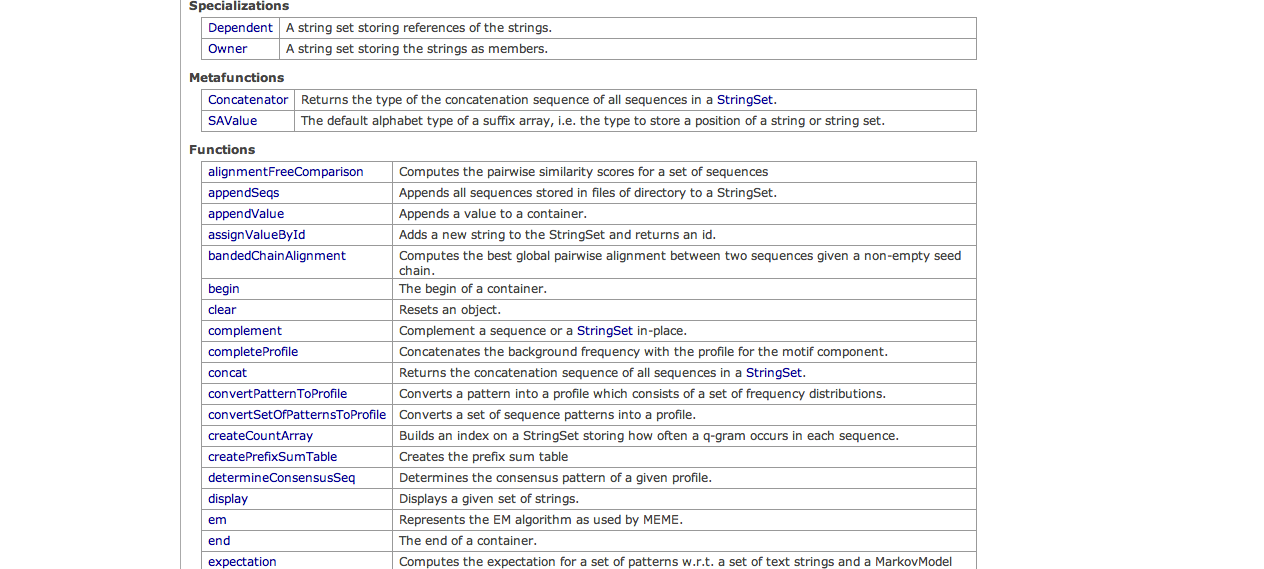 Specializations
Dependent A string set storing references of the strings.
Owner A string set storing the strings as members.
Metafunctions
Concatenator Returns the type of the concatenation sequence of all sequences in a StringSet.
SAValue The default alphabet type of a suffix array, i.e. the type to store a position of a string or string set.
Functions
alignmentFreeComparison Computes the pairwise similarity scores for a set of sequences
appendSeqs Appends all sequences stored in files of directory to a StringSet.
appendValue Appends a value to a container.
assignValueById Adds a new string to the StringSet and returns an id.
bandedChainAlignment Computes the best global pairwise alignment between two sequences given a non-empty seed
chain.
begin The begin of a container.
clear Resets an object.
complement Complement a sequence or a StringSet in-place.
completeProfile Concatenates the background frequency with the profile for the motif component.
concat Returns the concatenation sequence of all sequences in a StringSet.
convertPatternToProfile Converts a pattern into a profile which consists of a set of frequency distributions.
convertSetOfPatternsToProfile Converts a set of sequence patterns into a profile.
createCountArray Builds an index on a StringSet storing how often a q-gram occurs in each sequence.
createPrefixSumTable Creates the prefix sum table
determineConsensusSeq Determines the consensus pattern of a given profile.
display Displays a given set of strings.
em Represents the EM algorithm as used by MEME.
end The end of a container.
expectation Computes the expectation for a set of patterns w.r.t. a set of text strings and a MarkovModel